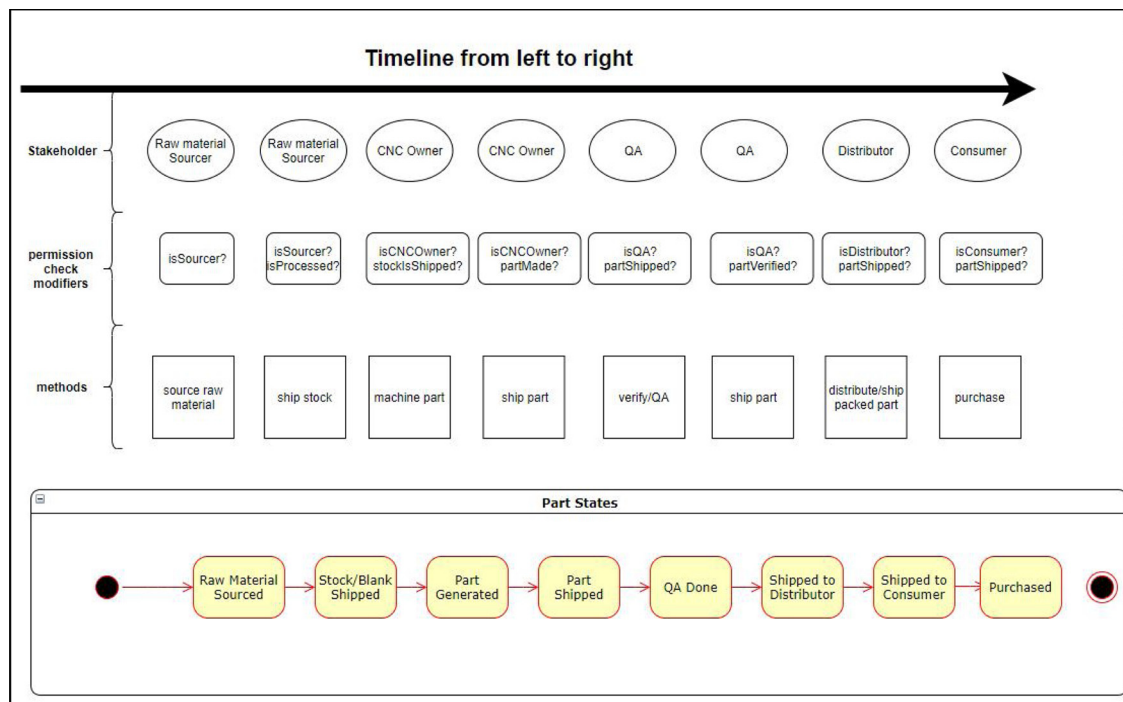 Timeline from left to right
Stakeholder
Raw material
Sourcer
Raw material
Sourcer
CNC Owner
CNC Owner
QA
QA
Distributor
Consumer
permission
check
modifiers
isSourcer?
isSourcer?
isProcessed?
isCNCOwner?
stockIsShipped?
isCNCOwner?
partMade?
isQA?
partShipped?
isQA?
partVerified?
isDistributor?
partShipped?
isConsumer?
partShipped?
methods
source raw
material
ship stock
machine part
ship part
verify/QA
ship part
distribute/ship
packed part
purchase
Part States
Raw Material
Sourced
Stock/Blank
Shipped
Part
Generated
Part
Shipped
QA Done
Shipped to
Distributor
Shipped to
Consumer
Purchased